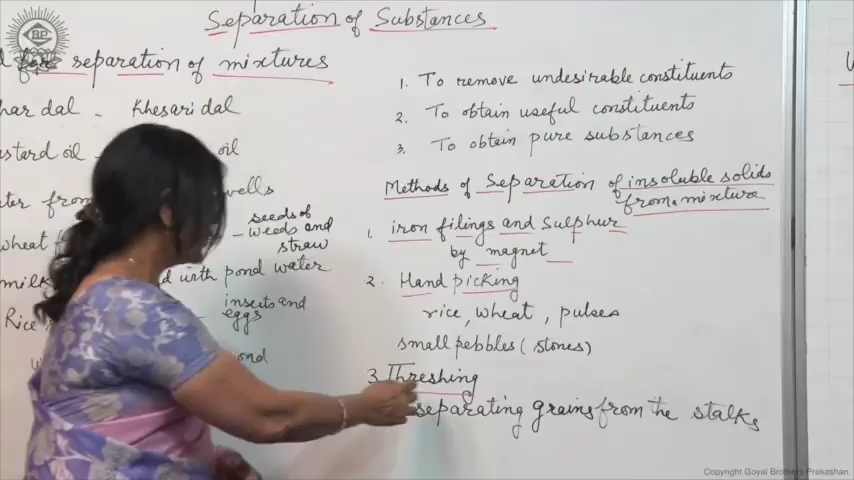 Separation of Substances
for separation of mixtures
har dal - Khesari dal
ustard oil - oil
ter from wells
wheat - seeds of
weeds and
straw
milk with pond water
Rice insects and
eggs
1. To remove undesirable constituents
2. To obtain useful constituents
3. To obtain pure substances
Methods of Separation of insoluble solids
from a mixture
1. iron filings and Sulphur
by magnet
2. Hand picking
rice, wheat, pulses
small pebbles (stones)
3 Threshing
separating grains from the stalks
Copyright Goyal Brothers Prakashan